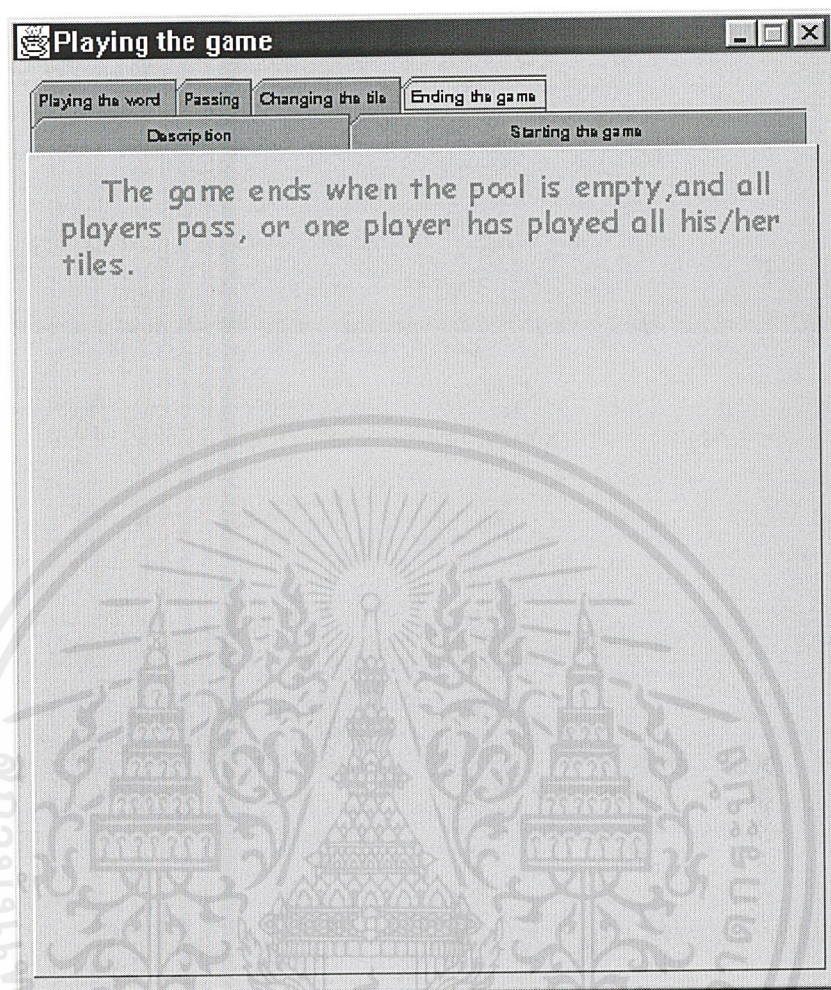 Playing the game
Playing the word Passing Changing the tile Ending the game
Description Starting the game
The game ends when the pool is empty,and all
players pass, or one player has played all his/her
tiles.